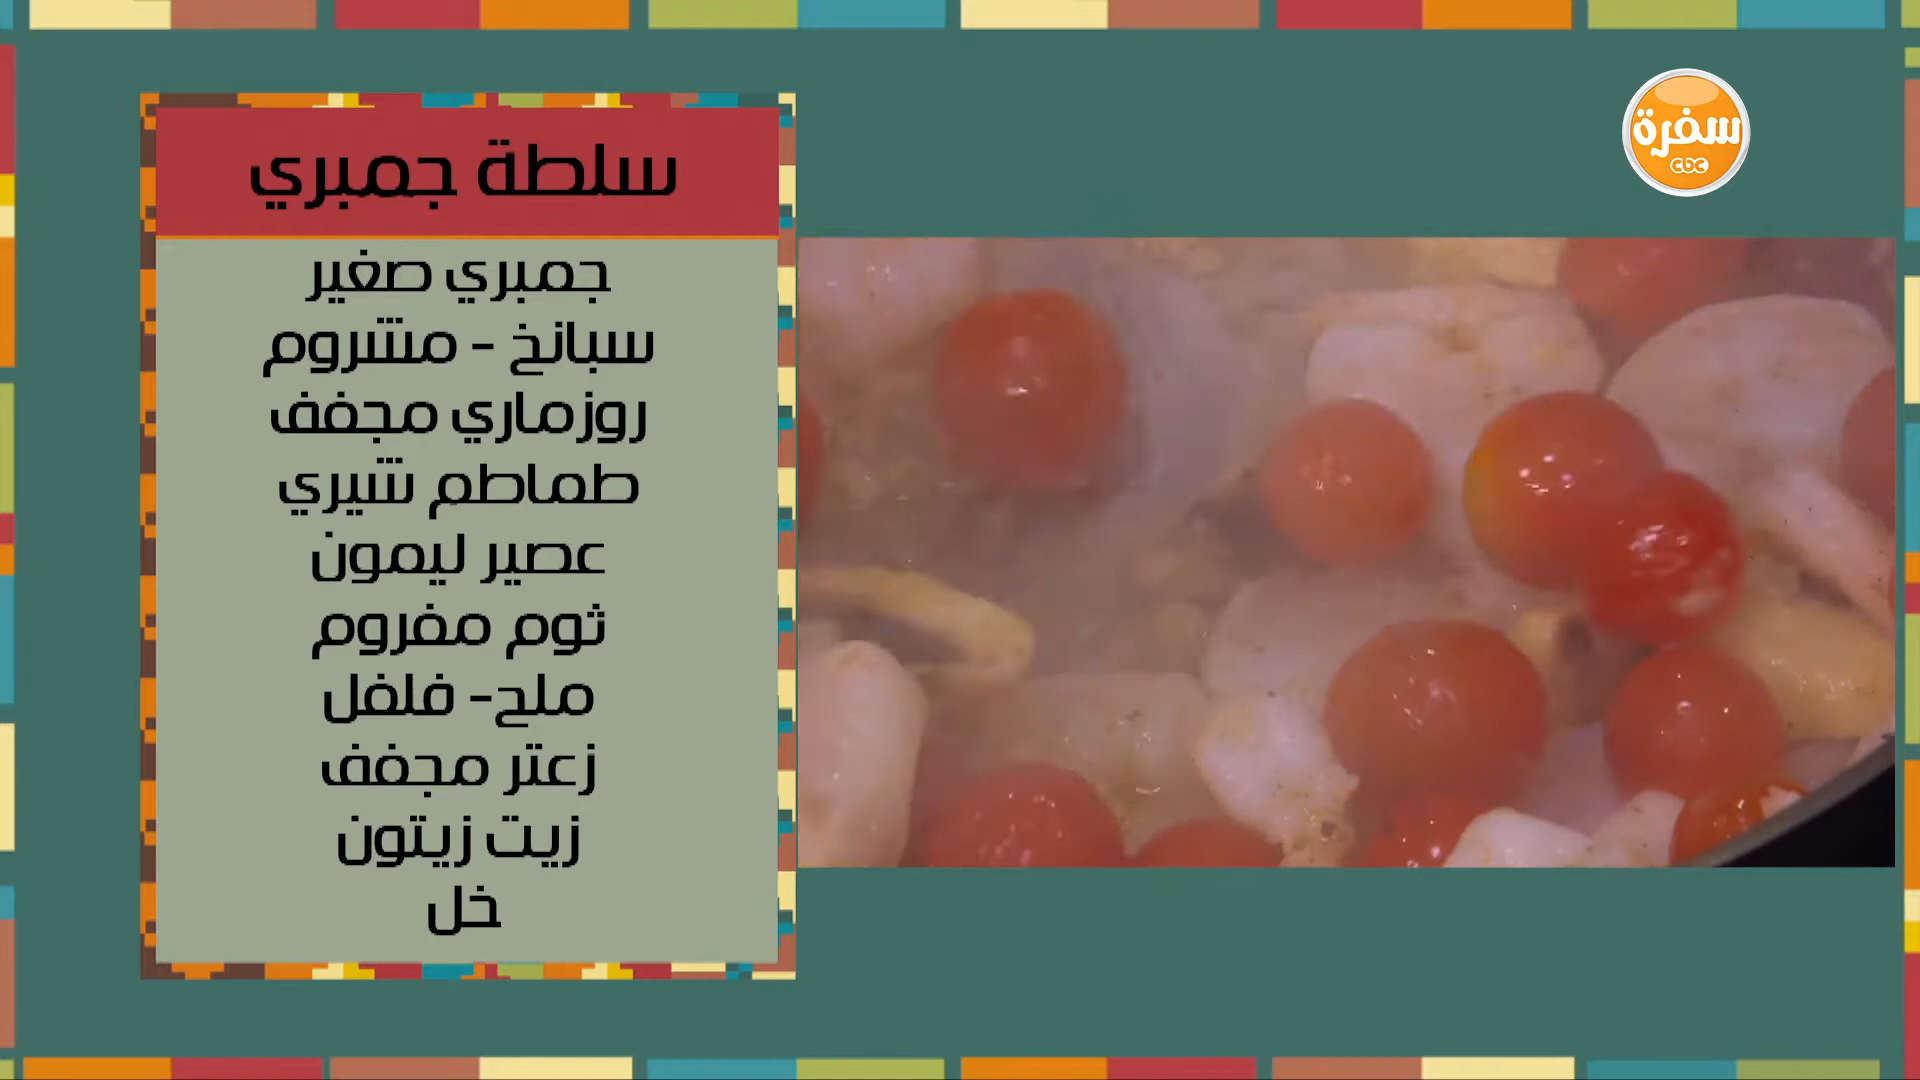 سلطة جمبري
جمبري صغير
سبانخ - مشروم
روزماري مجفف
طماطم شيري
عصير ليمون
ثوم مفروم
ملح- فلفل
زعتر مجفف
زيت زيتون
خل
سفرة
cbc